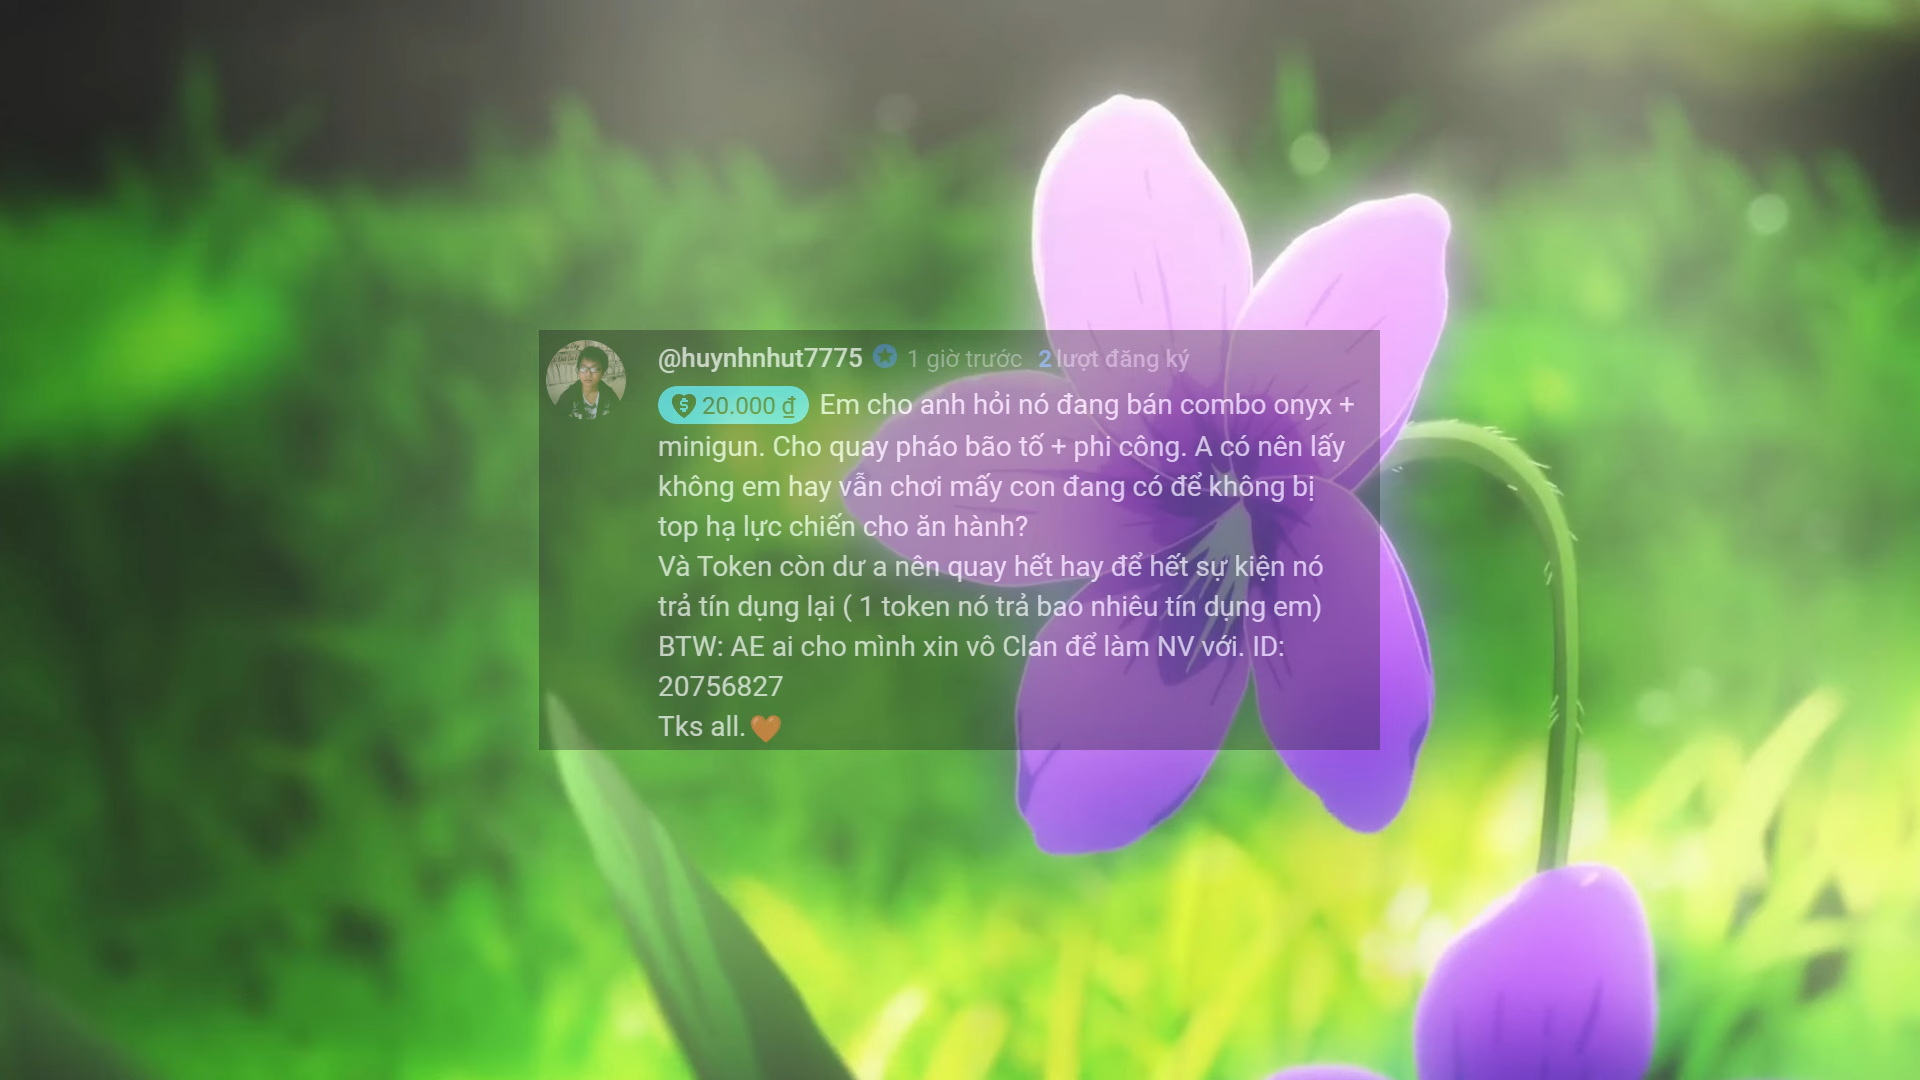 @huynhnhut7775 1 giờ trước 2 lượt đăng ký
20.000 ₫ Em cho anh hỏi nó đang bán combo onyx +
minigun. Cho quay pháo bão tố + phi công. A có nên lấy
không em hay vẫn chơi mấy con đang có để không bị
top hạ lực chiến cho ăn hành?
Và Token còn dư a nên quay hết hay để hết sự kiện nó
trả tín dụng lại ( 1 token nó trả bao nhiêu tín dụng em)
BTW: AE ai cho mình xin vô Clan để làm NV với. ID:
20756827
Tks all.🧡